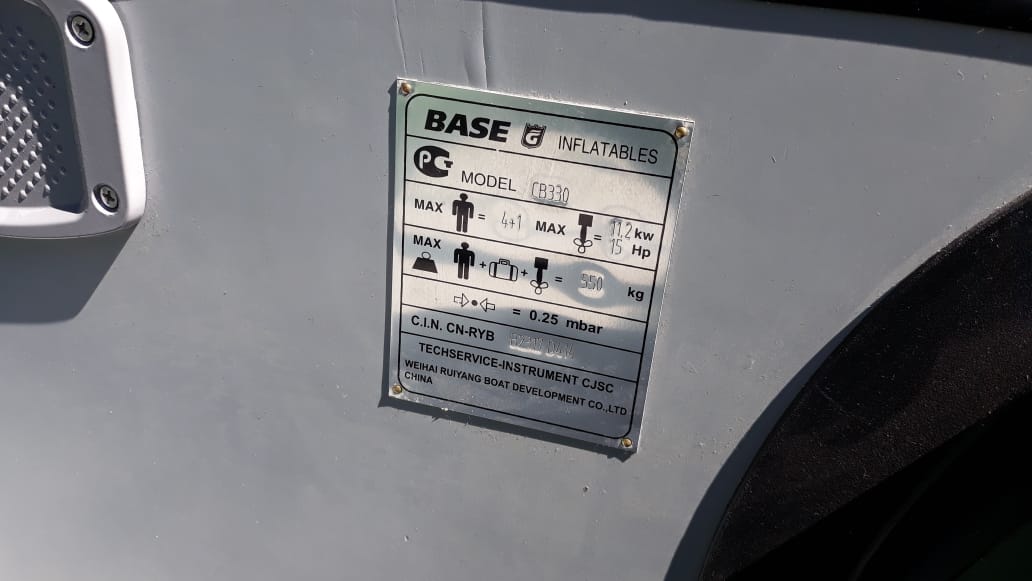 BASE G INFLATABLES
PG MODEL CB330
MAX = 4+1 MAX = 11,2 kw
15 Hp
MAX + + = 550 kg
= 0.25 mbar
C.I.N. CN-RYB
TECHSERVICE-INSTRUMENT CJSC
WEIHAI RUIYANG BOAT DEVELOPMENT CO.,LTD
CHINA